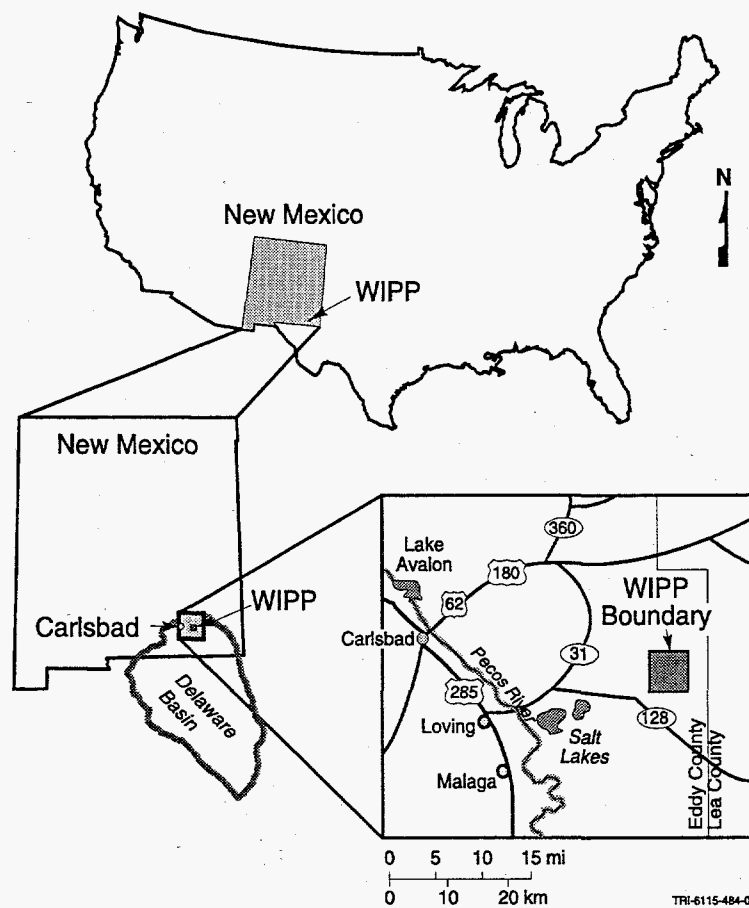 N
New Mexico
WIPP
New Mexico
WIPP
Carlsbad
Delaware
Basin
360
Lake
Avalon
180
62
WIPP
Boundary
Carlsbad
31
Pecos River
285
Loving
128
Salt
Lakes
Malaga
Eddy County
Lea County
0 5 10 15 mi
0 10 20 km
TRI-6115-484-0